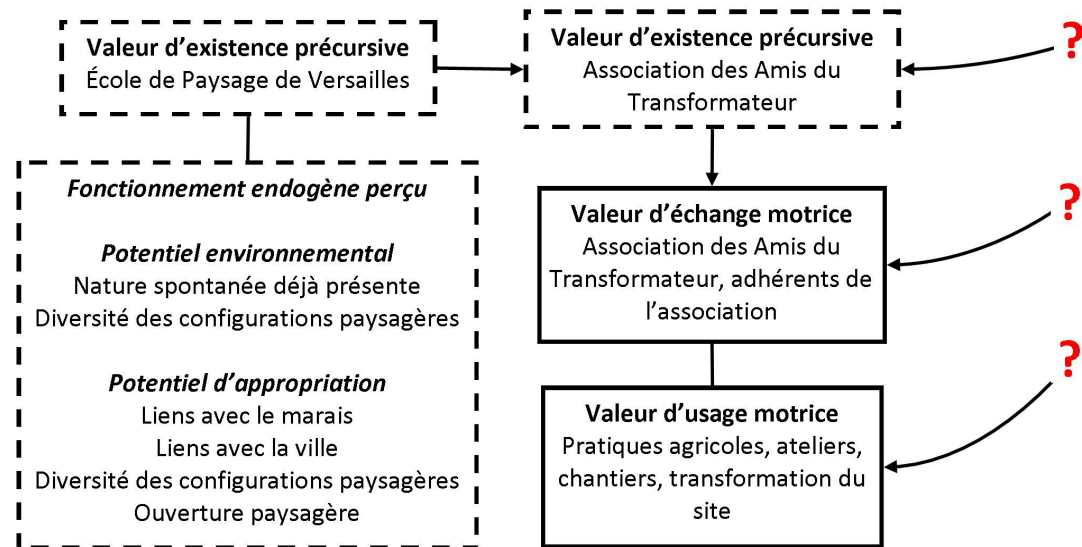 Valeur d’existence précursive
École de Paysage de Versailles
Valeur d’existence précursive
Association des Amis du
Transformateur
?
Fonctionnement endogène perçu
Potentiel environnemental
Nature spontanée déjà présente
Diversité des configurations paysagères
Potentiel d’appropriation
Liens avec le marais
Liens avec la ville
Diversité des configurations paysagères
Ouverture paysagère
Valeur d’échange motrice
Association des Amis du
Transformateur, adhérents de
l’association
?
Valeur d’usage motrice
Pratiques agricoles, ateliers,
chantiers, transformation du
site
?